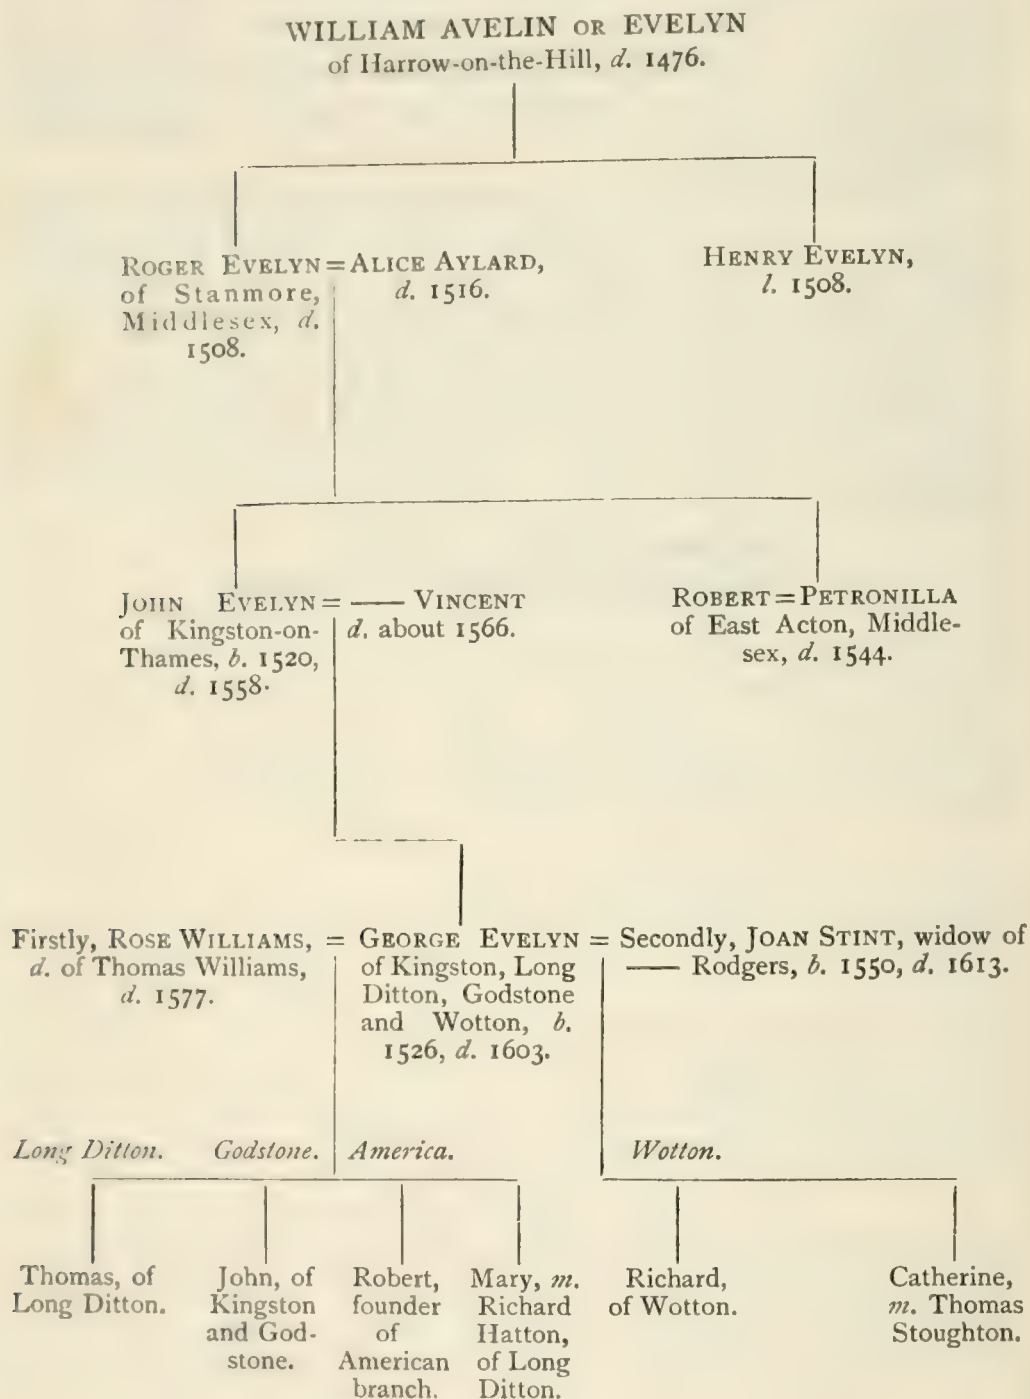 WILLIAM AVELIN OR EVELYN
of Harrow-on-the-Hill, d. 1476.
ROGER EVELYN = ALICE AYLARD,
of Stanmore, d. 1516.
Middlesex, d.
1508.
HENRY EVELYN,
l. 1508.
JOHN EVELYN = —— VINCENT
of Kingston-on- d. about 1566.
Thames, b. 1520,
d. 1558.
ROBERT = PETRONILLA
of East Acton, Middle-
sex, d. 1544.
Firstly, ROSE WILLIAMS, =
d. of Thomas Williams,
d. 1577.
GEORGE EVELYN =
of Kingston, Long
Ditton, Godstone
and Wotton, b.
1526, d. 1603.
Secondly, JOAN STINT, widow of
—— Rodgers, b. 1550, d. 1613.
Long Ditton. Godstone. America. Wotton.
Thomas, of
Long Ditton.
John, of
Kingston
and God-
stone.
Robert,
founder
of
American
branch.
Mary, m.
Richard
Hatton,
of Long
Ditton.
Richard,
of Wotton.
Catherine,
m. Thomas
Stoughton.